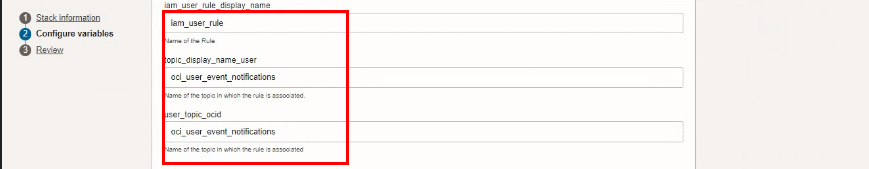 iam_user_rule_display_name
1 Stack information
iam_user_rule
2 Configure variables
Name of the Rule
3 Review
topic_display_name_user
oci_user_event_notifications
Name of the topic in which the rule is associated.
user_topic_ocid
oci_user_event_notifications
Name of the topic in which the rule is associated